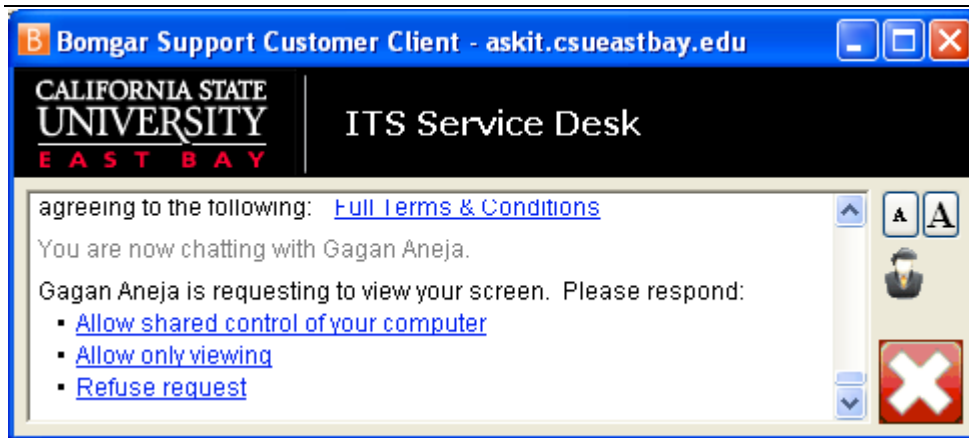 B Bomgar Support Customer Client - askit.csueastbay.edu
CALIFORNIA STATE
UNIVERSITY
EAST BAY
ITS Service Desk
agreeing to the following: Full Terms & Conditions
A A
You are now chatting with Gagan Aneja.
Gagan Aneja is requesting to view your screen. Please respond:
▪ Allow shared control of your computer
▪ Allow only viewing
▪ Refuse request